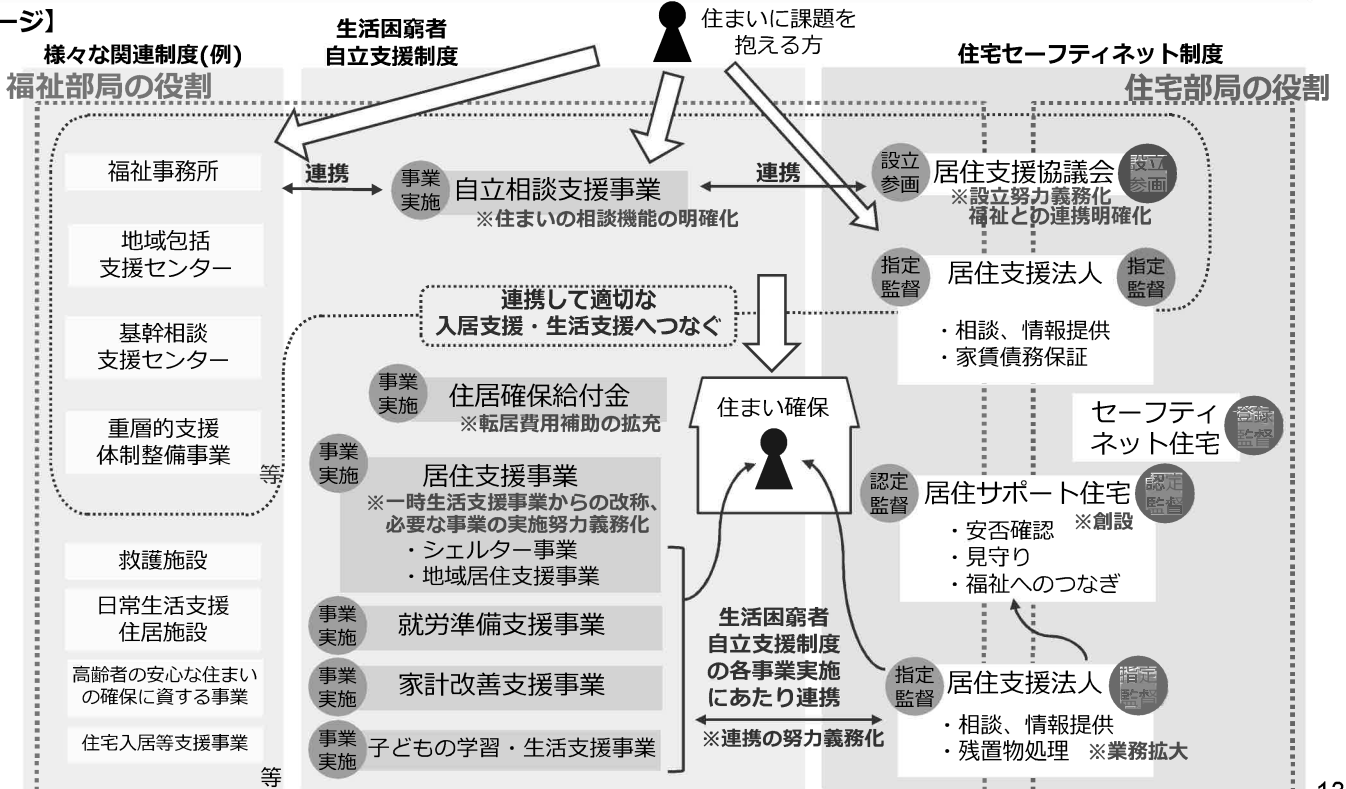 ージ】
様々な関連制度(例)
生活困窮者
自立支援制度
住まいに課題を
抱える方
住宅セーフティネット制度
福祉部局の役割
住宅部局の役割
福祉事務所
地域包括
支援センター
基幹相談
支援センター
重層的支援
体制整備事業
等
救護施設
日常生活支援
住居施設
高齢者の安心な住まい
の確保に資する事業
住宅入居等支援事業
等
連携
事業
実施
自立相談支援事業
※住まいの相談機能の明確化
連携
連携して適切な
入居支援・生活支援へつなぐ
事業
実施
住居確保給付金
※転居費用補助の拡充
事業
実施
居住支援事業
※一時生活支援事業からの改称、
必要な事業の実施努力義務化
・シェルター事業
・地域居住支援事業
事業
実施
就労準備支援事業
事業
実施
家計改善支援事業
事業
実施
子どもの学習・生活支援事業
住まい確保
生活困窮者
自立支援制度
の各事業実施
にあたり連携
※連携の努力義務化
設立
参画
居住支援協議会
設立
参画
※設立努力義務化
福祉との連携明確化
指定
監督
居住支援法人
指定
監督
・相談、情報提供
・家賃債務保証
セーフティ
ネット住宅
登録
監督
認定
監督
居住サポート住宅
認定
監督
※創設
・安否確認
・見守り
・福祉へのつなぎ
指定
監督
居住支援法人
指定
監督
・相談、情報提供
・残置物処理 ※業務拡大